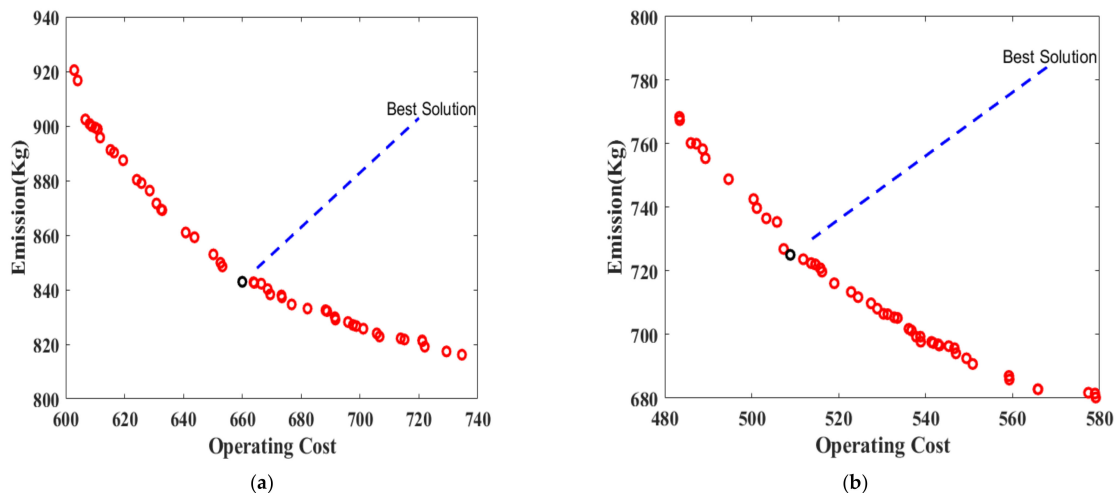 940
920
900
880
860
840
820
800
Emission(Kg)
Best Solution
600 620 640 660 680 700 720 740
Operating Cost
(a)
800
780
760
740
720
700
680
Emission(Kg)
Best Solution
480 500 520 540 560 580
Operating Cost
(b)